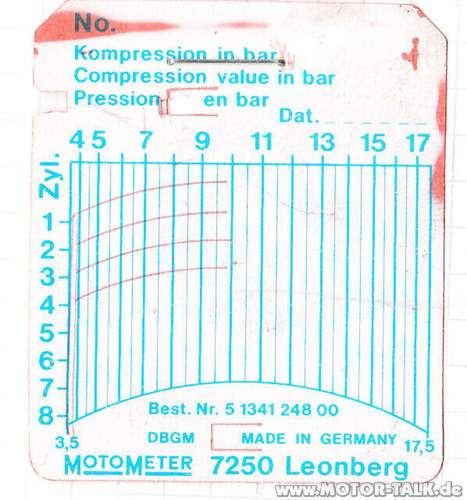 No.
Kompression in bar
Compression value in bar
Pression en bar
Dat.
4 5 7 9 11 13 15 17
Zyl.
1
2
3
4
5
6
7
8
3,5
17,5
Best. Nr. 5 1341 248 00
DBGM MADE IN GERMANY
MOTOMETER 7250 Leonberg
www.MOTOR-TALK.de